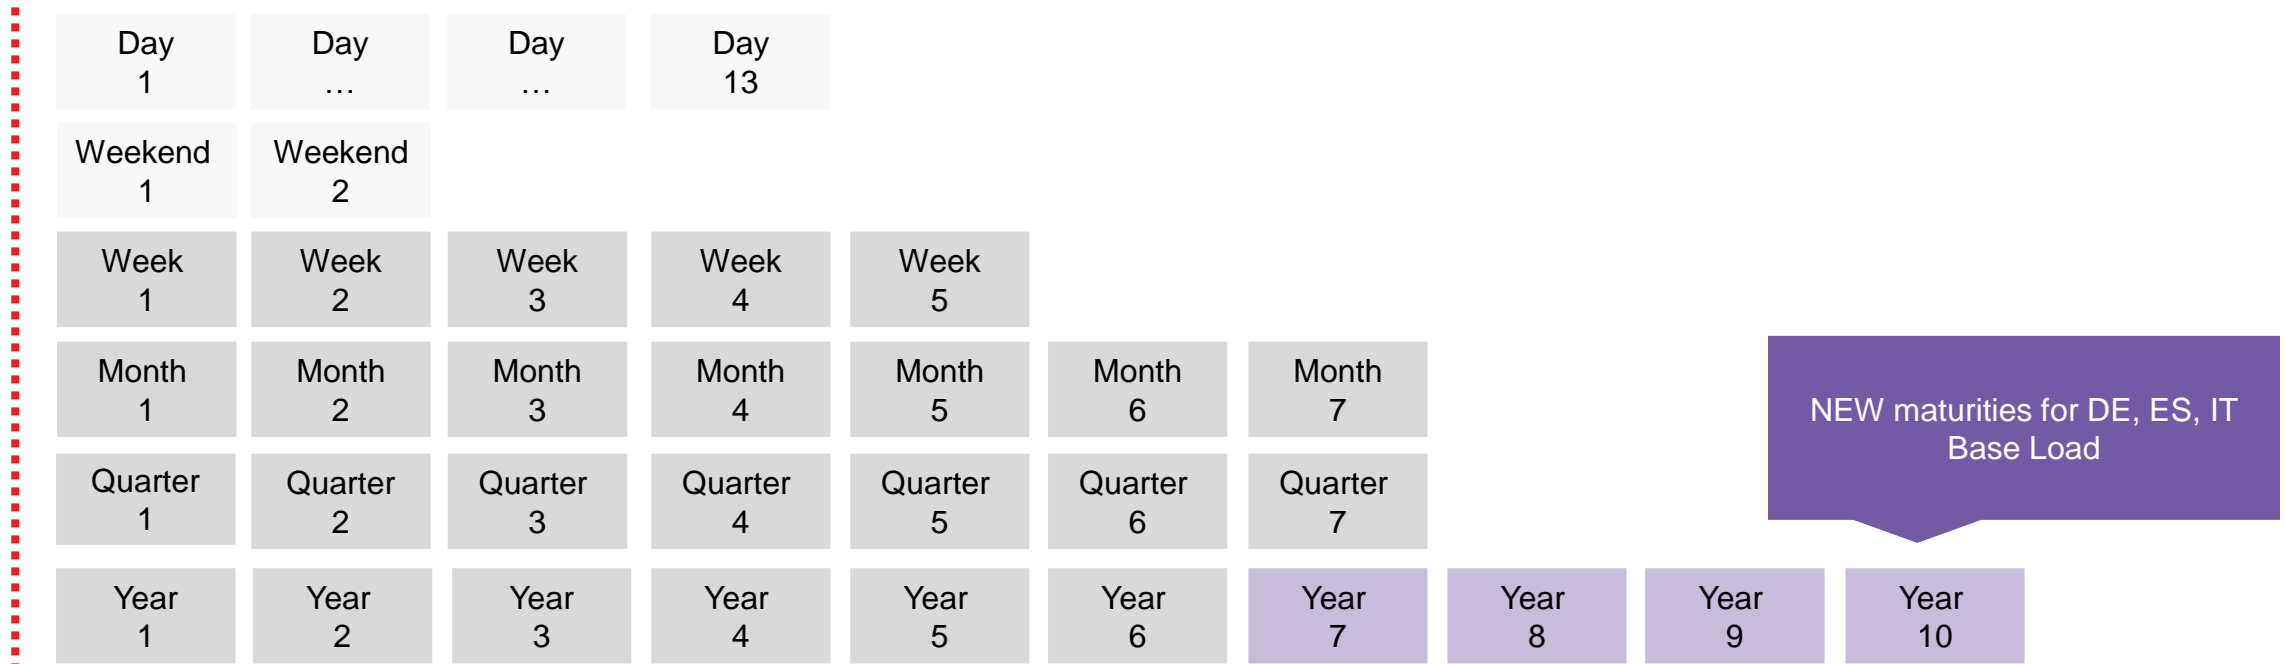 Day
1
Day
…
Day
…
Day
13
Weekend
1
Weekend
2
Week
1
Week
2
Week
3
Week
4
Week
5
Month
1
Month
2
Month
3
Month
4
Month
5
Month
6
Month
7
NEW maturities for DE, ES, IT
Base Load
Quarter
1
Quarter
2
Quarter
3
Quarter
4
Quarter
5
Quarter
6
Quarter
7
Year
1
Year
2
Year
3
Year
4
Year
5
Year
6
Year
7
Year
8
Year
9
Year
10